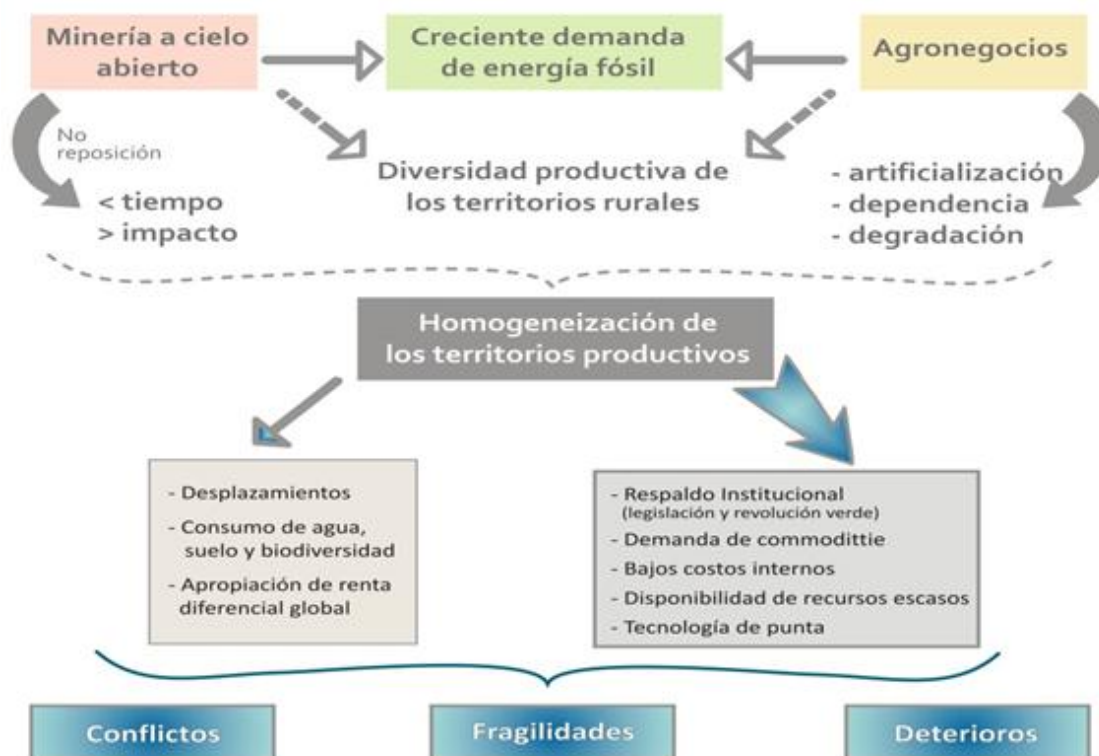 Minería a cielo
abierto
Creciente demanda
de energía fósil
Agronegocios
No
reposición
< tiempo
> impacto
Diversidad productiva de
los territorios rurales
- artificialización
- dependencia
- degradación
Homogeneización de
los territorios productivos
- Desplazamientos
- Consumo de agua,
suelo y biodiversidad
- Apropiación de renta
diferencial global
- Respaldo Institucional
(legislación y revolución verde)
- Demanda de commodittie
- Bajos costos internos
- Disponibilidad de recursos escasos
- Tecnología de punta
Conflictos
Fragilidades
Deterioros